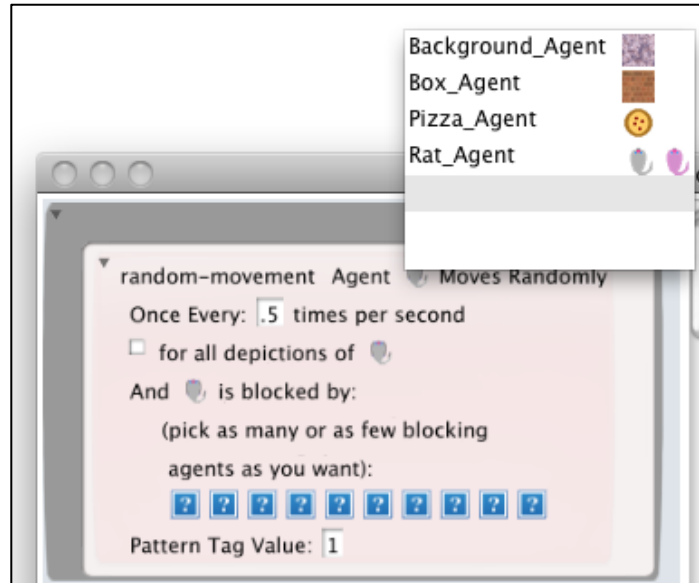 Background_Agent
Box_Agent
Pizza_Agent
Rat_Agent
random-movement Agent Moves Randomly
Once Every: .5 times per second
for all depictions of
And is blocked by:
(pick as many or as few blocking
agents as you want):
? ? ? ? ? ? ? ? ? ?
Pattern Tag Value: 1